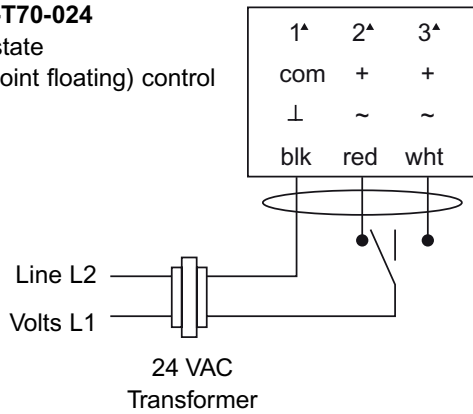 -T70-024
state
oint floating) control
1▲ 2▲ 3▲
com + +
⊥ ~ ~
blk red wht
Line L2
Volts L1
24 VAC
Transformer